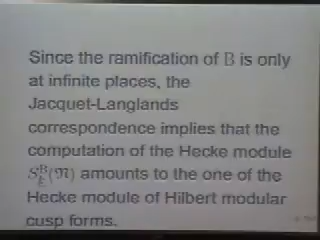 Since the ramification of B is only
at infinite places, the
Jacquet-Langlands
correspondence implies that the
computation of the Hecke module
S_k^B(𝔑) amounts to the one of the
Hecke module of Hilbert modular
cusp forms.